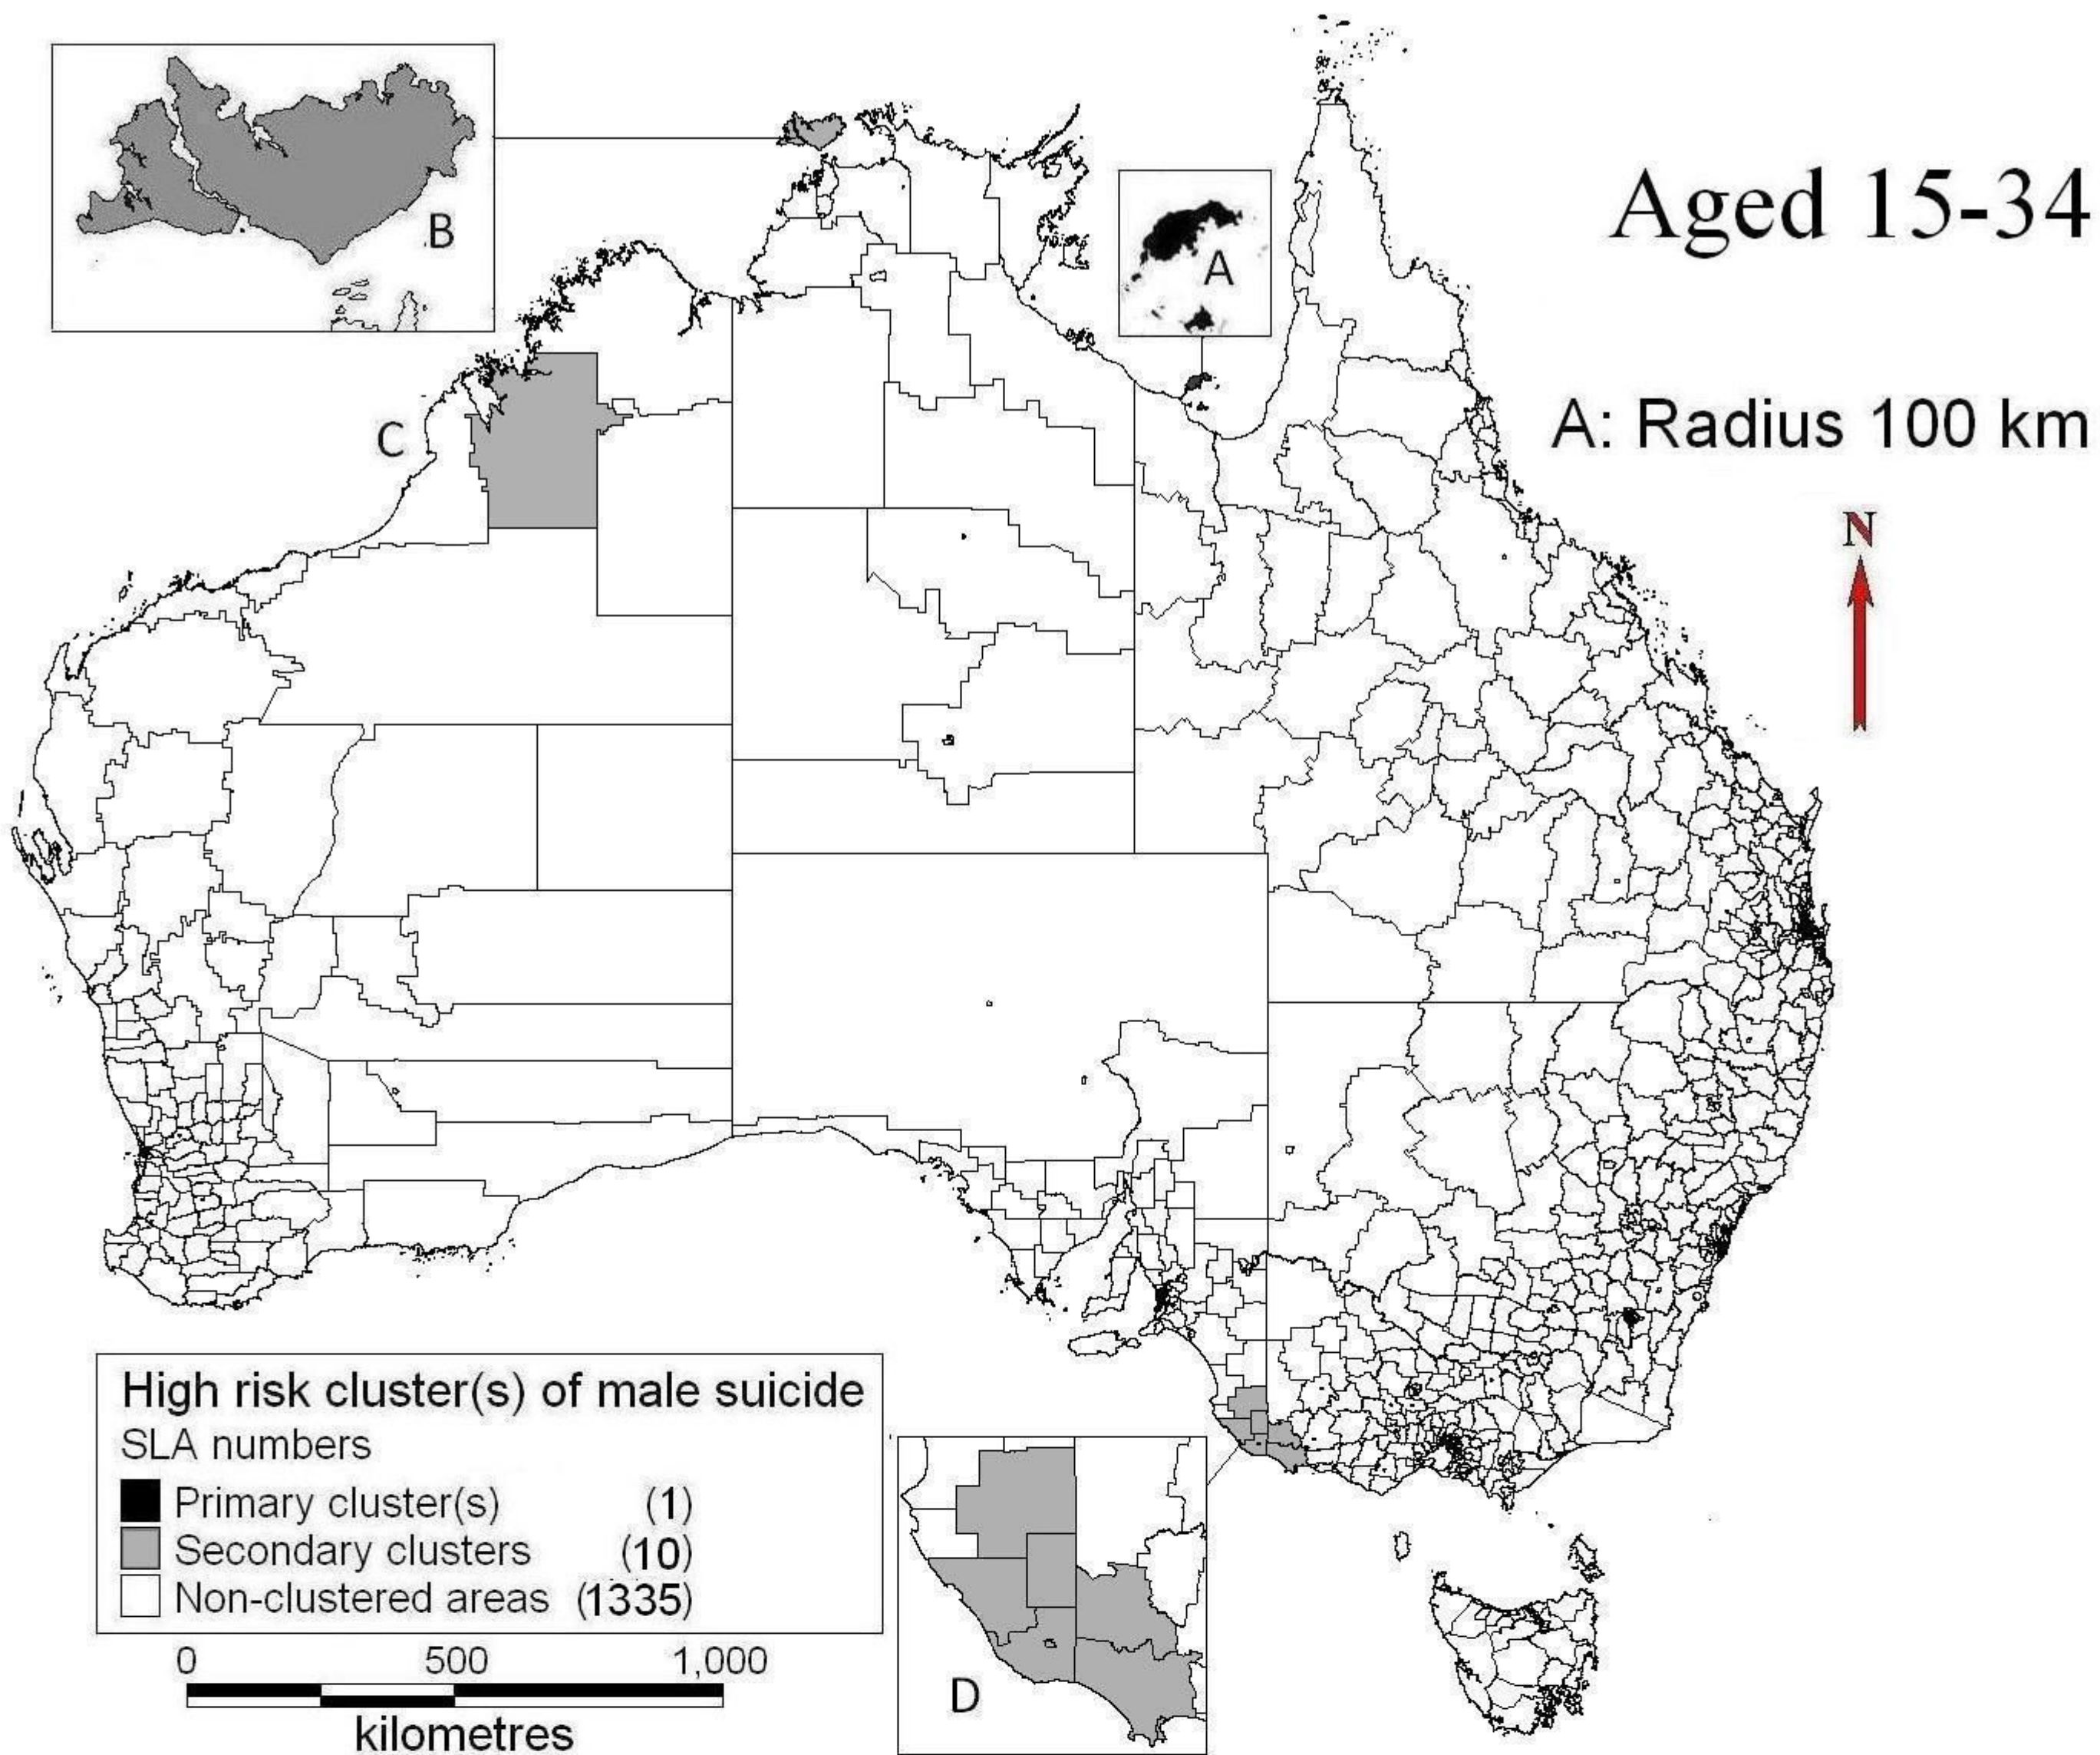 B
A
Aged 15-34
A: Radius 100 km
C
N
High risk cluster(s) of male suicide
SLA numbers
Primary cluster(s) (1)
Secondary clusters (10)
Non-clustered areas (1335)
0 500 1,000
kilometres
D